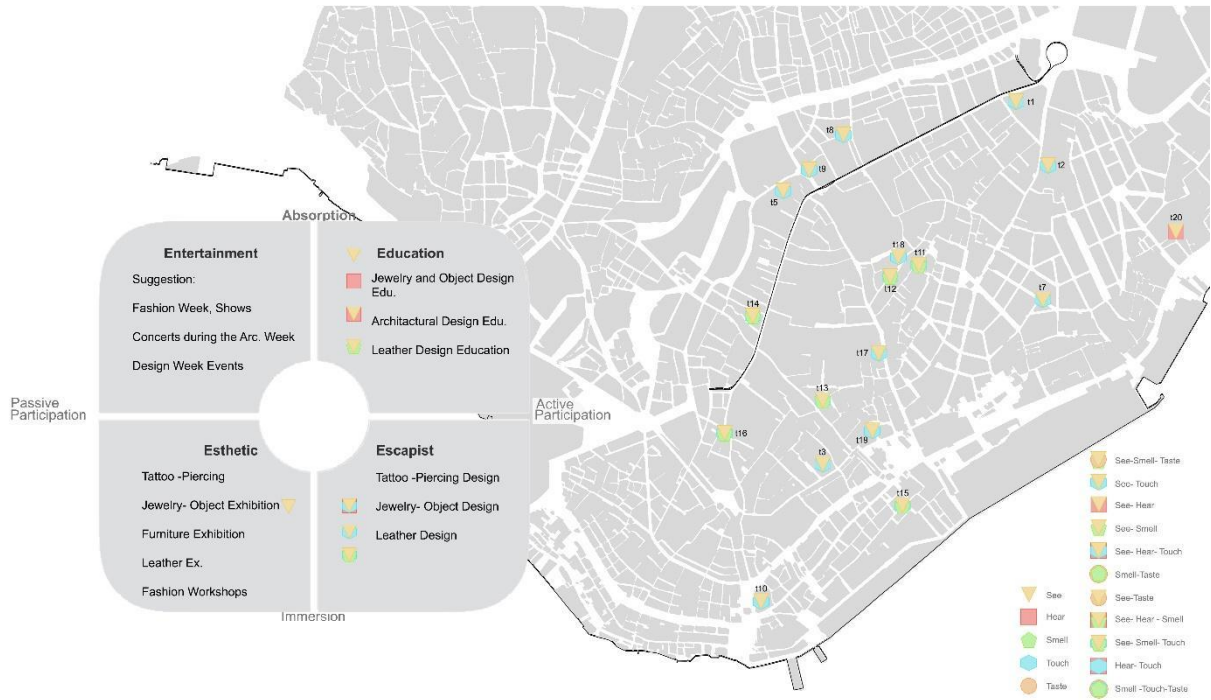 Absorption
Entertainment
Suggestion:
Fashion Week, Shows
Concerts during the Arc. Week
Design Week Events
Education
Jewelry and Object Design
Edu.
Architactural Design Edu.
Leather Design Education
Passive
Participation
Active
Participation
Esthetic
Tattoo -Piercing
Jewelry- Object Exhibition
Furniture Exhibition
Leather Ex.
Fashion Workshops
Escapist
Tattoo -Piercing Design
Jewelry- Object Design
Leather Design
Immersion
t1
t8
t9
t2
t5
t20
t18
t11
t12
t7
t14
t17
t13
t16
t19
t3
t15
t10
See
Hear
Smell
Touch
Taste
See-Smell- Taste
See- Touch
See- Hear
See- Smell
See- Hear- Touch
Smell-Taste
See-Taste
See- Hear - Smell
See- Smell- Touch
Hear- Touch
Smell -Touch-Taste